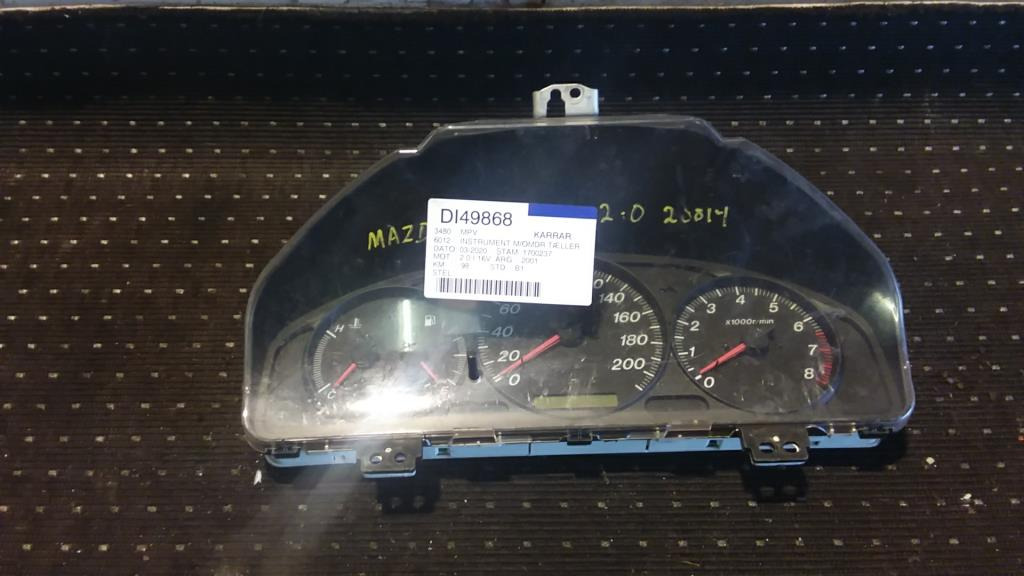 MAZD 2.0 2001Y
DI49868
3480 MPV KARRAR
6012 INSTRUMENT M/OMDR TÆLLER
DATO 03-2020 STAM 1700237
MOT 2.0 I 16V ÅRG 2001
KM 98 STD B1
STEL
H
C
0 20 40 60 140 160 180 200
0 1 2 3 4 5 6 7 8
X1000r/min